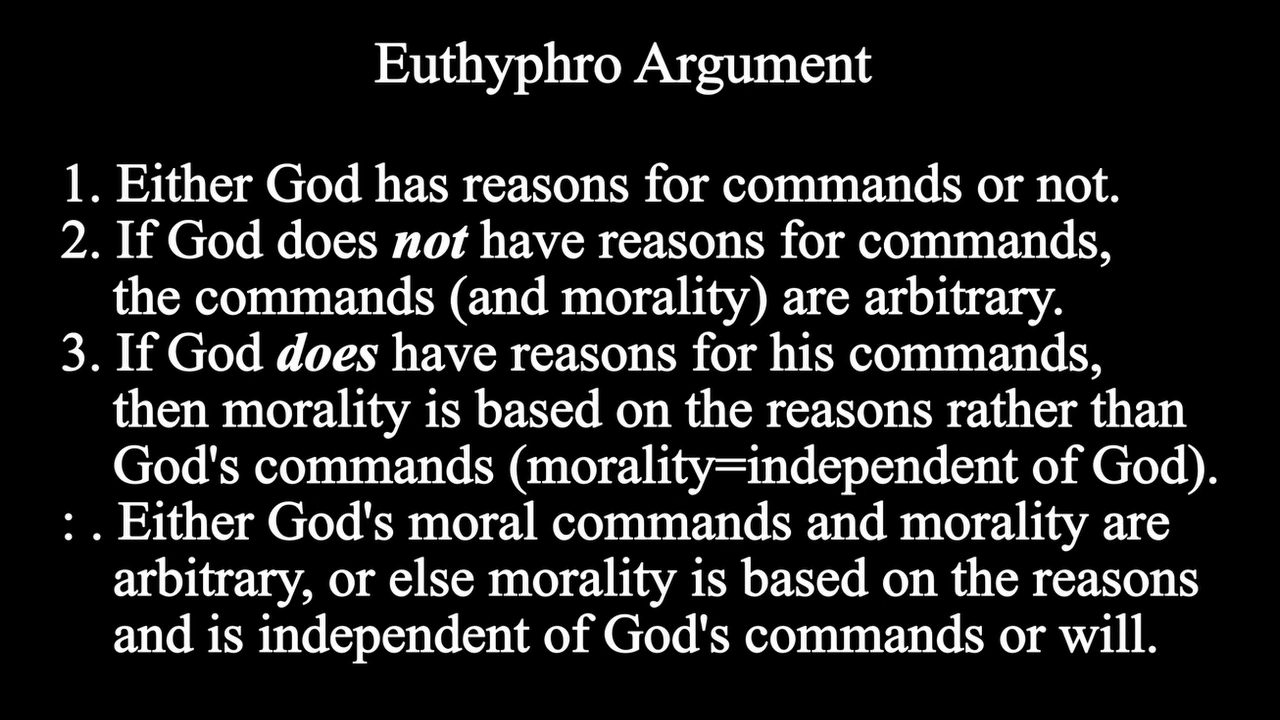 Euthyphro Argument
1. Either God has reasons for commands or not.
2. If God does not have reasons for commands,
the commands (and morality) are arbitrary.
3. If God does have reasons for his commands,
then morality is based on the reasons rather than
God's commands (morality=independent of God).
: . Either God's moral commands and morality are
arbitrary, or else morality is based on the reasons
and is independent of God's commands or will.